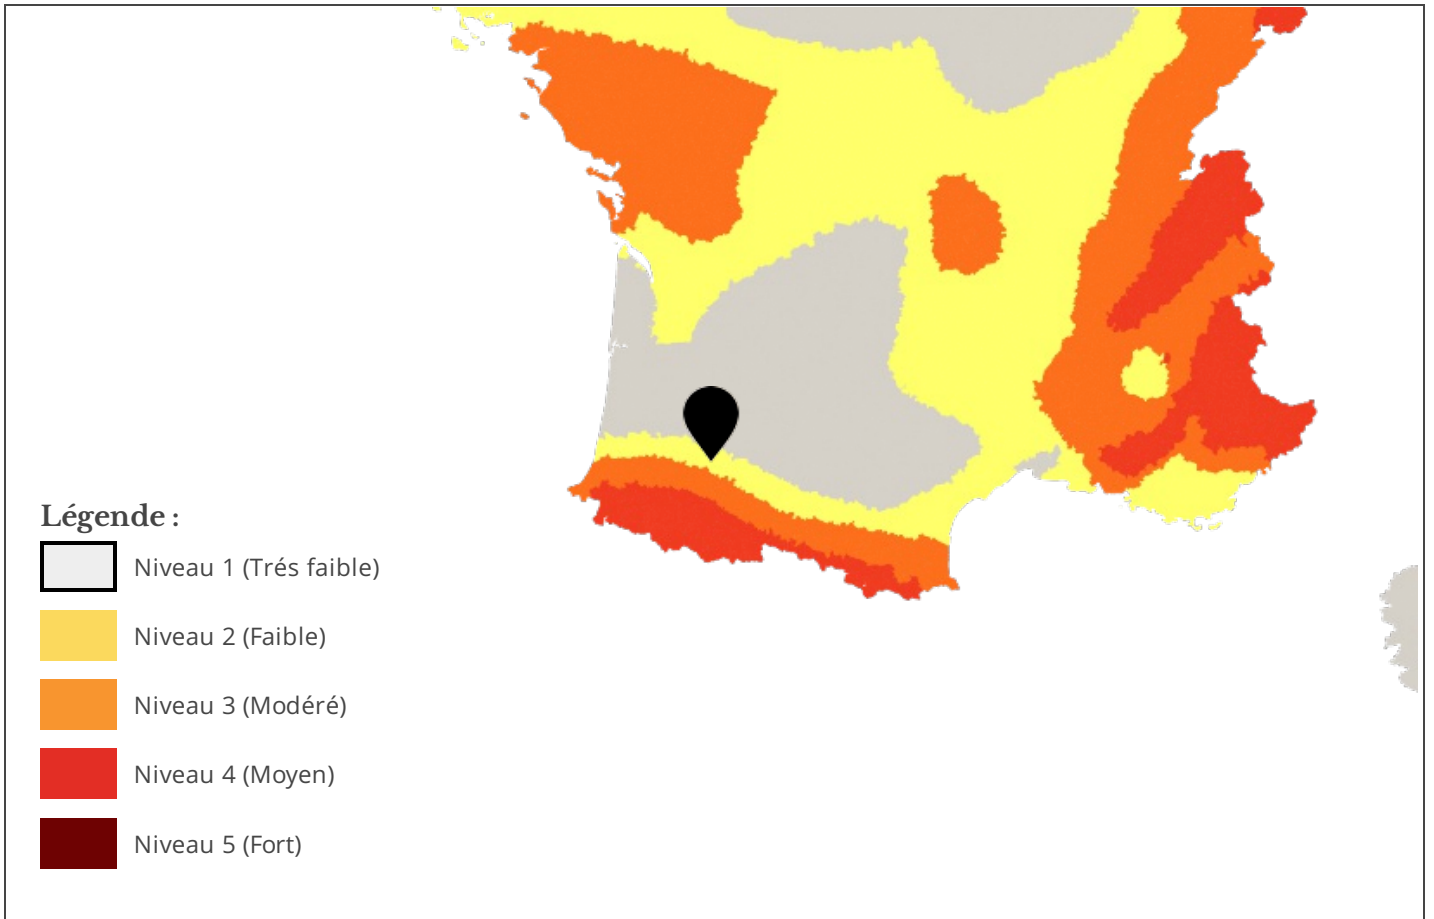 Légende :
Niveau 1 (Trés faible)
Niveau 2 (Faible)
Niveau 3 (Modéré)
Niveau 4 (Moyen)
Niveau 5 (Fort)